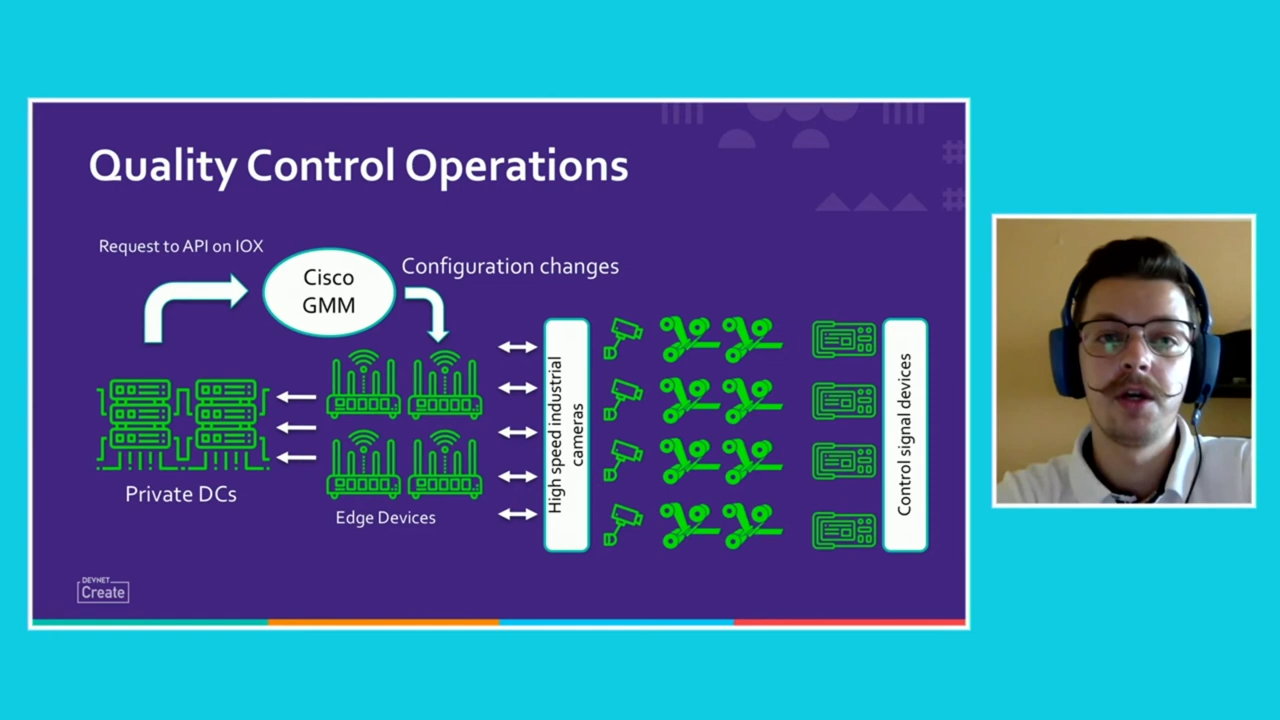 Quality Control Operations
Request to API on IOX
Cisco
GMM
Configuration changes
High speed industrial
cameras
Control signal devices
Private DCs
Edge Devices
DEVNET
Create